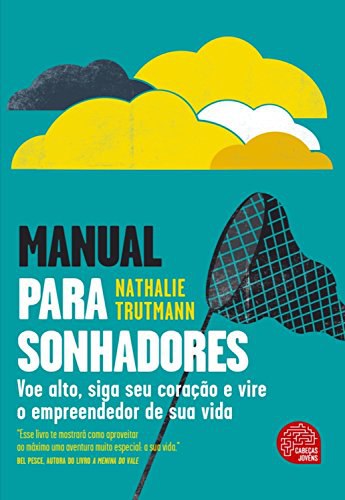 MANUAL
PARA NATHALIE
TRUTMANN
SONHADORES
Voe alto, siga seu coração e vire
o empreendedor de sua vida
"Esse livro te mostrará como aproveitar
ao máximo uma aventura muito especial: a sua vida."
BEL PESCE, AUTORA DO LIVRO A MENINA DO VALE
CABEÇAS
JOVENS